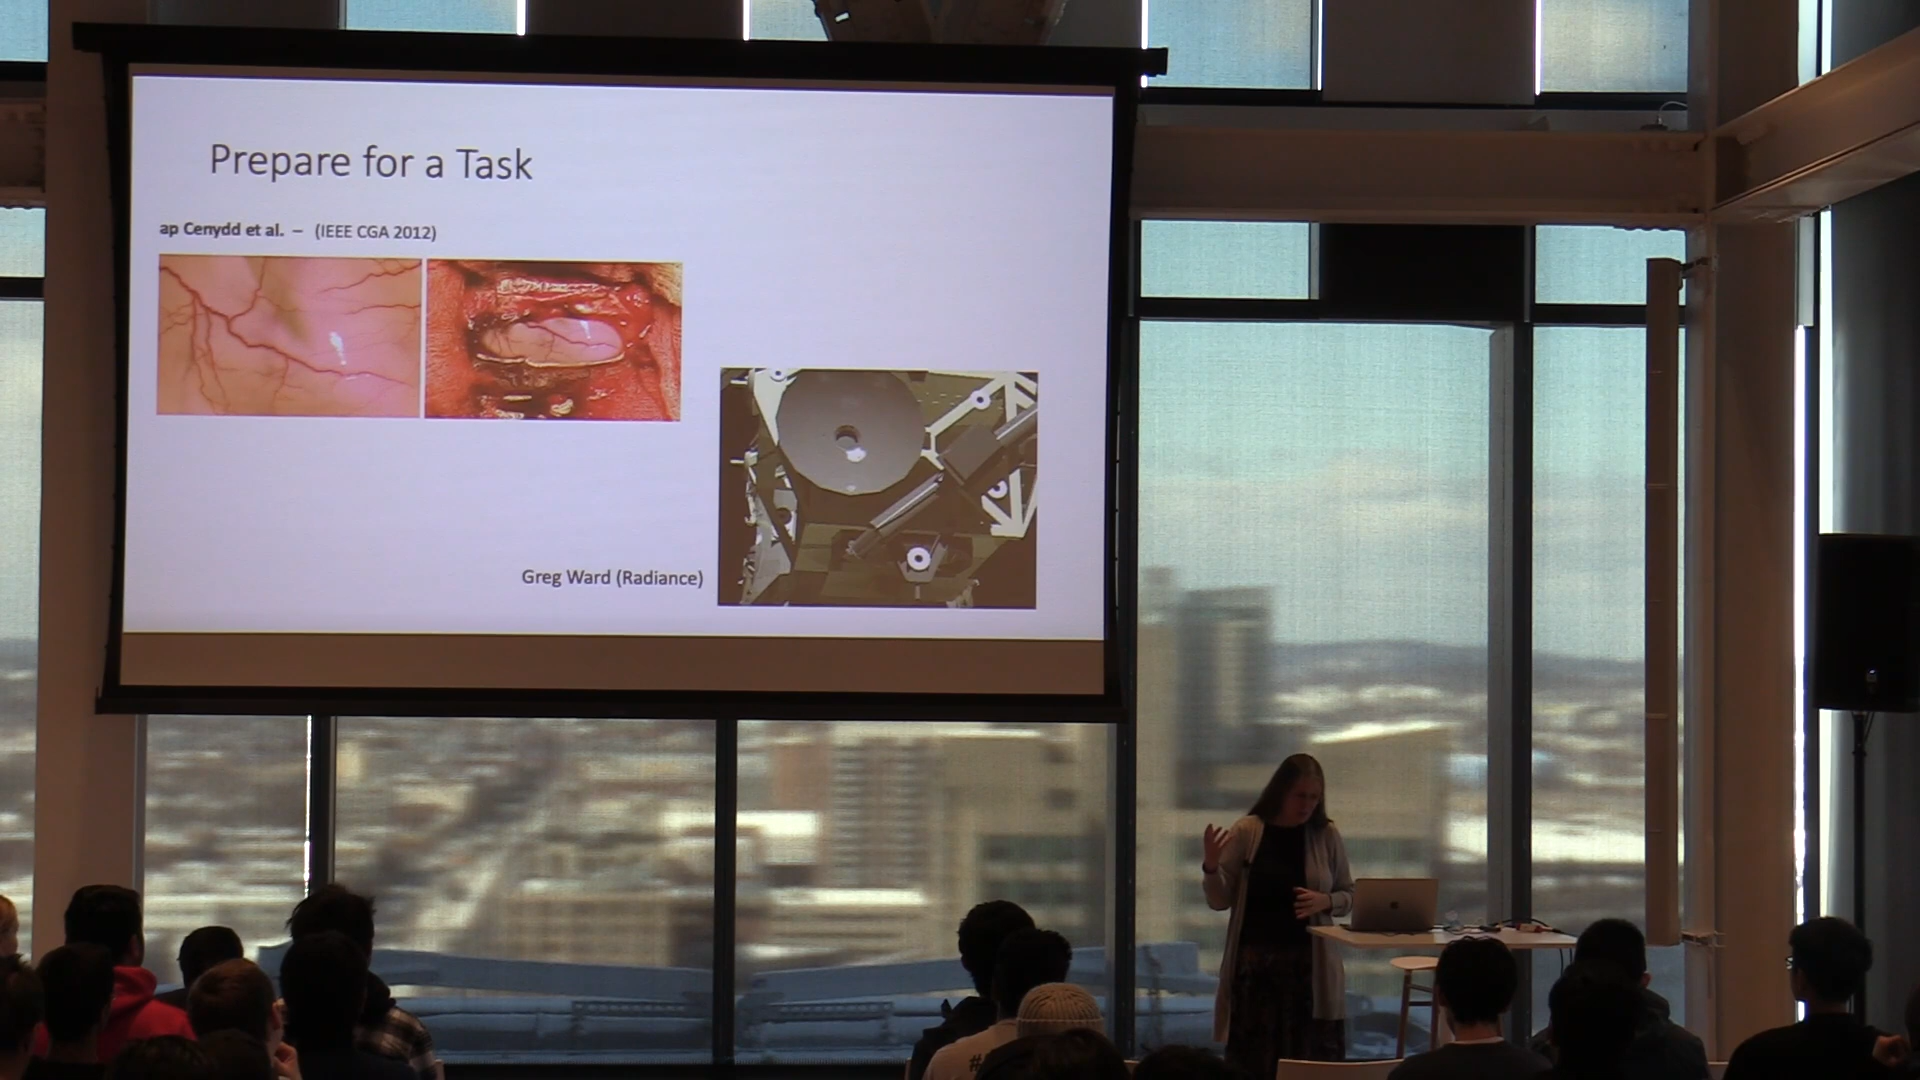 Prepare for a Task
ap Cenydd et al. – (IEEE CGA 2012)
Greg Ward (Radiance)
#